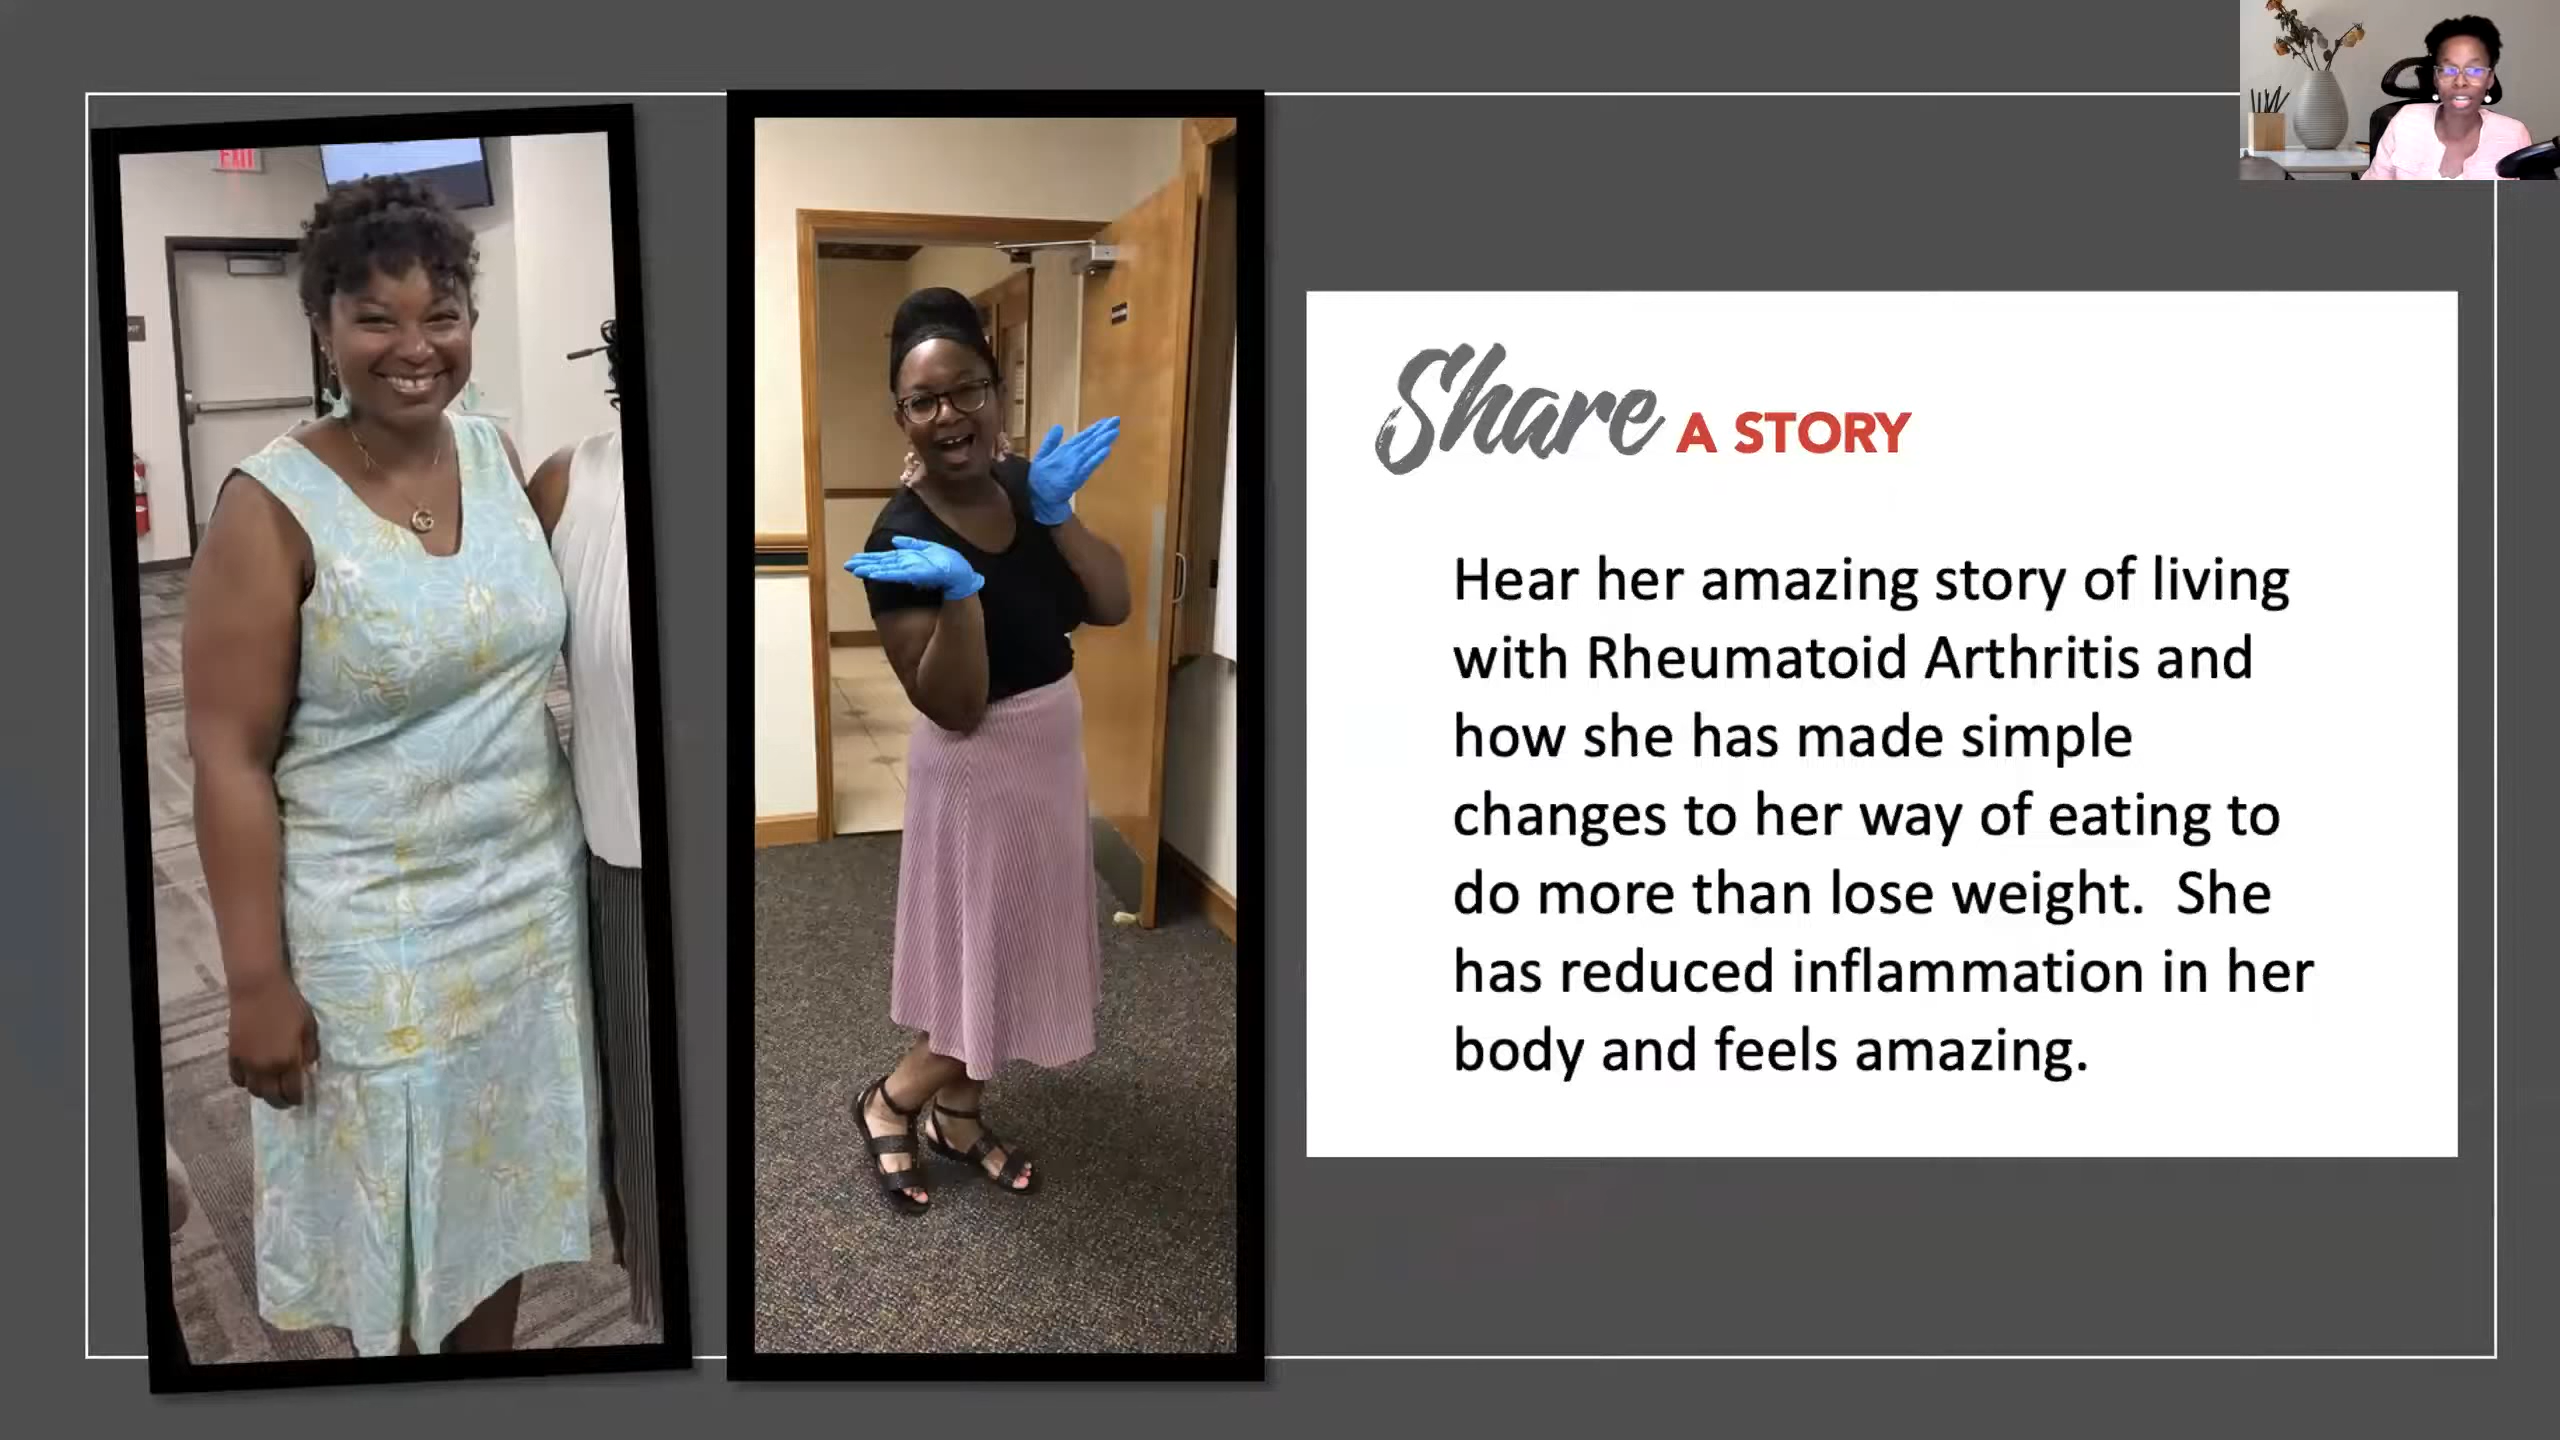 EXIT
Share A STORY
Hear her amazing story of living
with Rheumatoid Arthritis and
how she has made simple
changes to her way of eating to
do more than lose weight. She
has reduced inflammation in her
body and feels amazing.